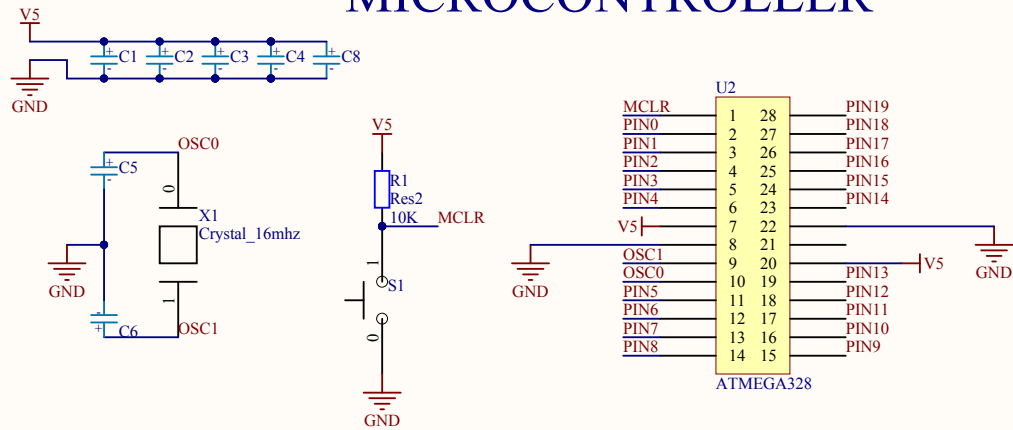 MICROCONTROLLER
V5
C1 C2 C3 C4 C8
+ + + + +
- - - - -
GND
OSC0
+
C5
-
0
X1
Crystal_16mhz
GND
1
-
+
C6
OSC1
V5
R1
Res2
10K
MCLR
1
S1
0
GND
U2
MCLR 1 28 PIN19
PIN0 2 27 PIN18
PIN1 3 26 PIN17
PIN2 4 25 PIN16
PIN3 5 24 PIN15
PIN4 6 23 PIN14
V5 7 22
8 21
GND
GND
OSC1 9 20 V5
OSC0 10 19 PIN13
PIN5 11 18 PIN12
PIN6 12 17 PIN11
PIN7 13 16 PIN10
PIN8 14 15 PIN9
ATMEGA328